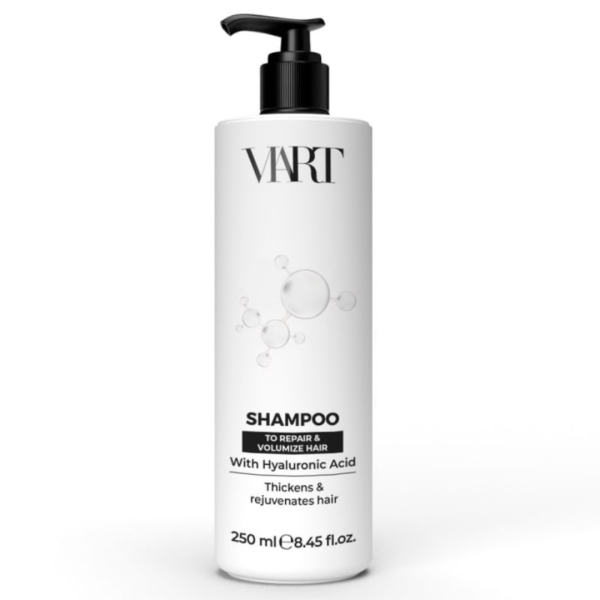 VIART
SHAMPOO
TO REPAIR &
VOLUMIZE HAIR
With Hyaluronic Acid
Thickens &
rejuvenates hair
250 ml ℮ 8.45 fl.oz.